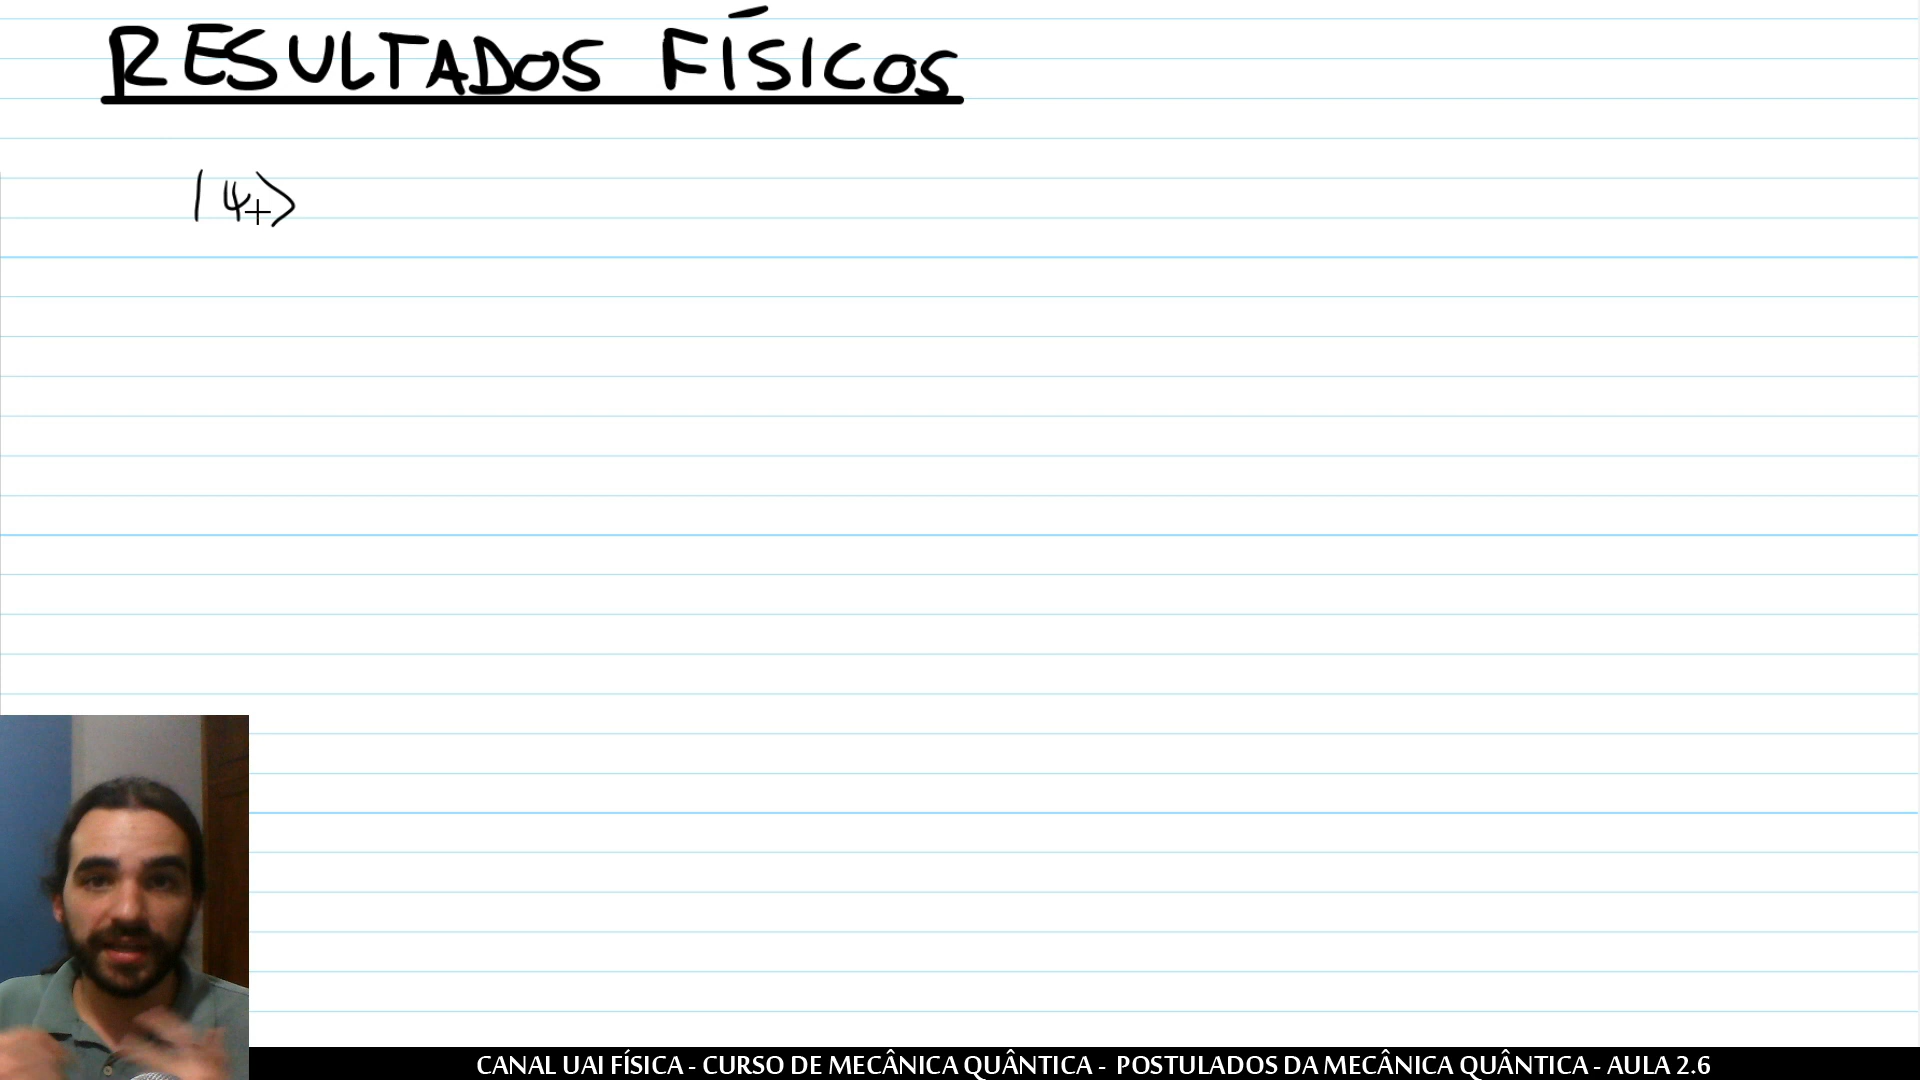 RESULTADOS FÍSICOS
|Ψ₊⟩
CANAL UAI FÍSICA - CURSO DE MECÂNICA QUÂNTICA - POSTULADOS DA MECÂNICA QUÂNTICA - AULA 2.6